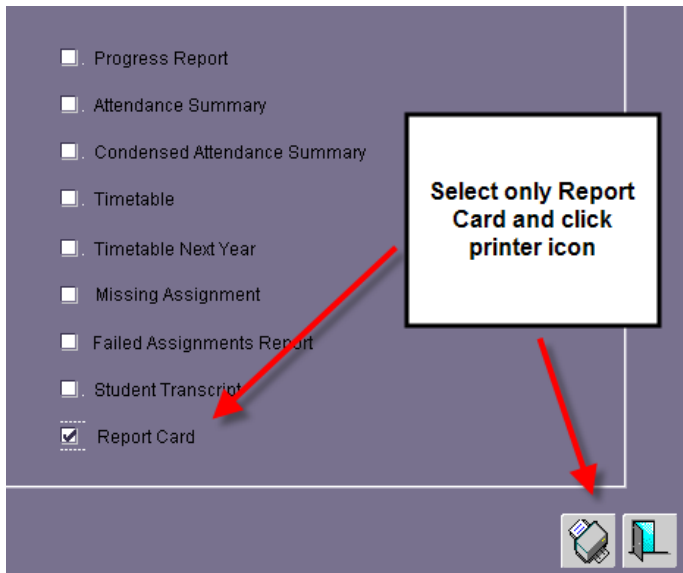 . Progress Report
. Attendance Summary
. Condensed Attendance Summary
. Timetable
. Timetable Next Year
Missing Assignment
Failed Assignments Report
. Student Transcript
Report Card
Select only Report
Card and click
printer icon